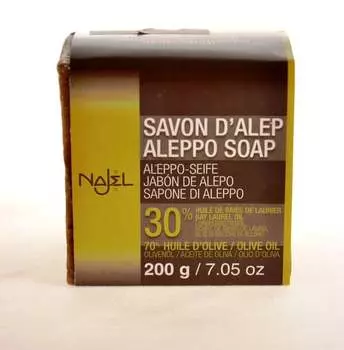 NAJEL
SAVON D'ALEP
ALEPPO SOAP
ALEPPO-SEIFE
JABÓN DE ALEPO
SAPONE DI ALEPPO
30% HUILE DE BAIES DE LAURIER
BAY LAUREL OIL
70% HUILE D'OLIVE / OLIVE OIL
OLIVENÖL / ACEITE DE OLIVA / OLIO D'OLIVA
200 g / 7.05 oz